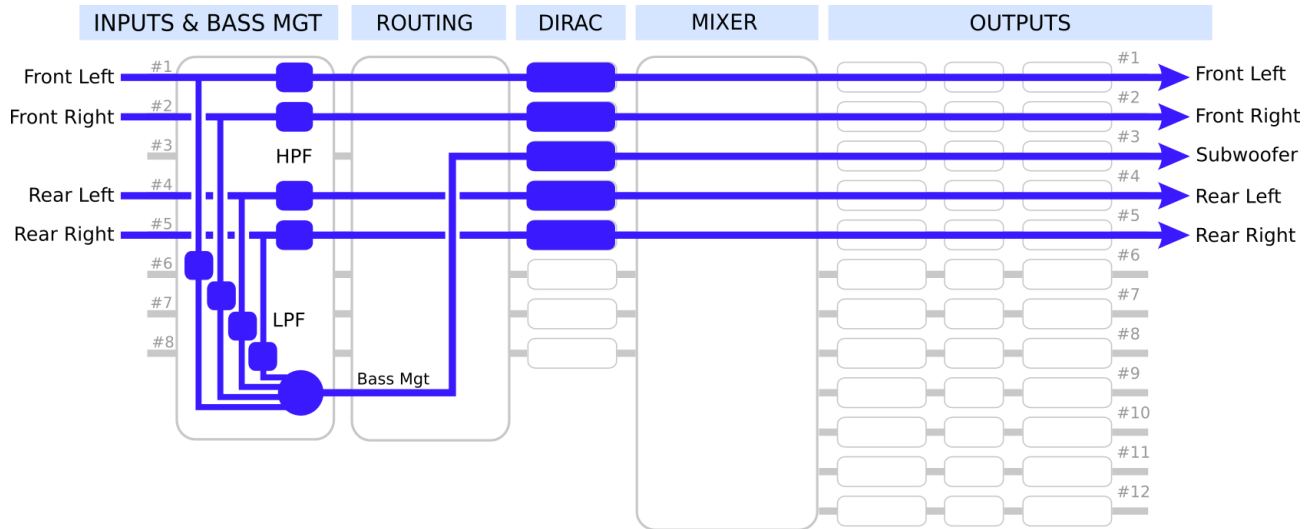 INPUTS & BASS MGT
ROUTING
DIRAC
MIXER
OUTPUTS
Front Left
#1
#1
Front Left
Front Right
#2
#2
Front Right
#3
HPF
#3
Subwoofer
Rear Left
#4
#4
Rear Left
Rear Right
#5
#5
Rear Right
#6
#6
#7
LPF
#7
#8
#8
Bass Mgt
#9
#10
#11
#12